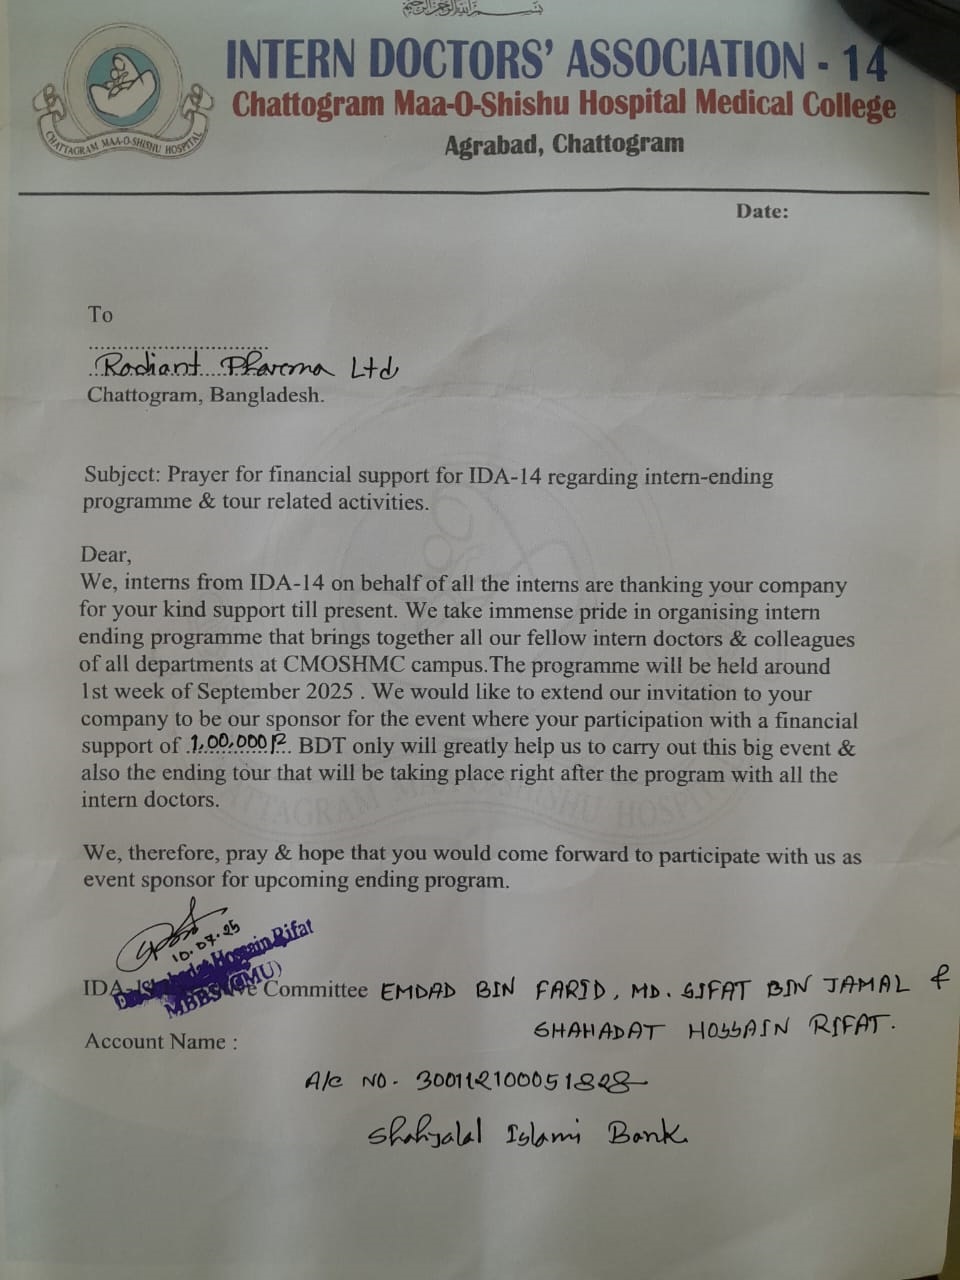 بسم الله الرحمن الرحيم
INTERN DOCTORS' ASSOCIATION - 14
Chattogram Maa-O-Shishu Hospital Medical College
Agrabad, Chattogram
CHATTAGRAM MAA-O-SHISHU HOSPITAL
Date:
To
Radiant Pharma Ltd
Chattogram, Bangladesh.
Subject: Prayer for financial support for IDA-14 regarding intern-ending
programme & tour related activities.
Dear,
We, interns from IDA-14 on behalf of all the interns are thanking your company
for your kind support till present. We take immense pride in organising intern
ending programme that brings together all our fellow intern doctors & colleagues
of all departments at CMOSHMC campus.The programme will be held around
1st week of September 2025 . We would like to extend our invitation to your
company to be our sponsor for the event where your participation with a financial
support of 1,00,000/= BDT only will greatly help us to carry out this big event &
also the ending tour that will be taking place right after the program with all the
intern doctors.
We, therefore, pray & hope that you would come forward to participate with us as
event sponsor for upcoming ending program.
10.07.25
Dr. Shahadat Hossain Rifat
MBBS (CMU)
IDA Committee EMDAD BIN FARID, MD. SIFAT BIN JAMAL &
SHAHADAT HOSSAIN RIFAT.
Account Name :
A/c NO. 300112100051828
Shahjalal Islami Bank